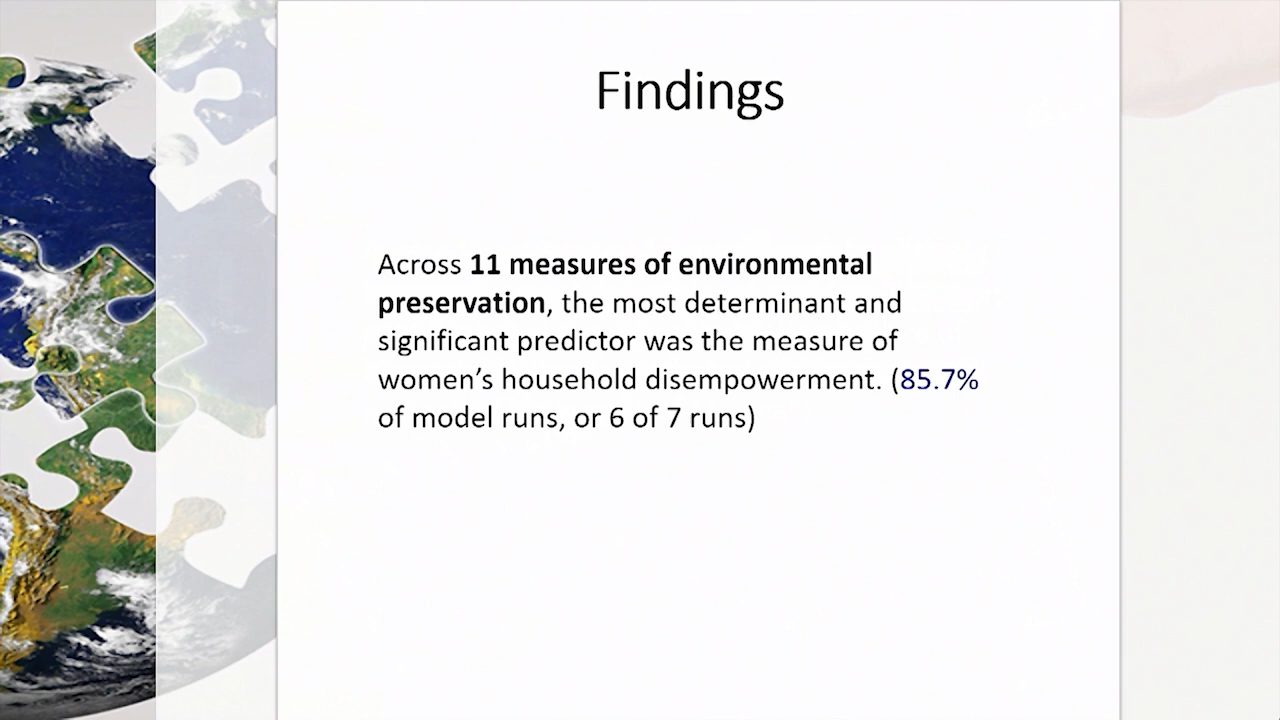 Findings
Across 11 measures of environmental
preservation, the most determinant and
significant predictor was the measure of
women’s household disempowerment. (85.7%
of model runs, or 6 of 7 runs)